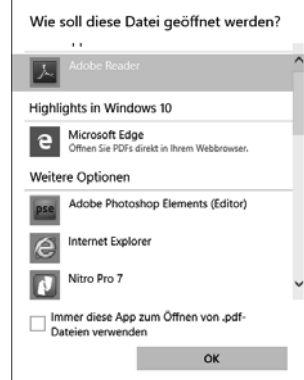 Wie soll diese Datei geöffnet werden?
Adobe Reader
Highlights in Windows 10
Microsoft Edge
Öffnen Sie PDFs direkt in Ihrem Webbrowser.
Weitere Optionen
pse
Adobe Photoshop Elements (Editor)
Internet Explorer
Nitro Pro 7
Immer diese App zum Öffnen von .pdf-
Dateien verwenden
OK